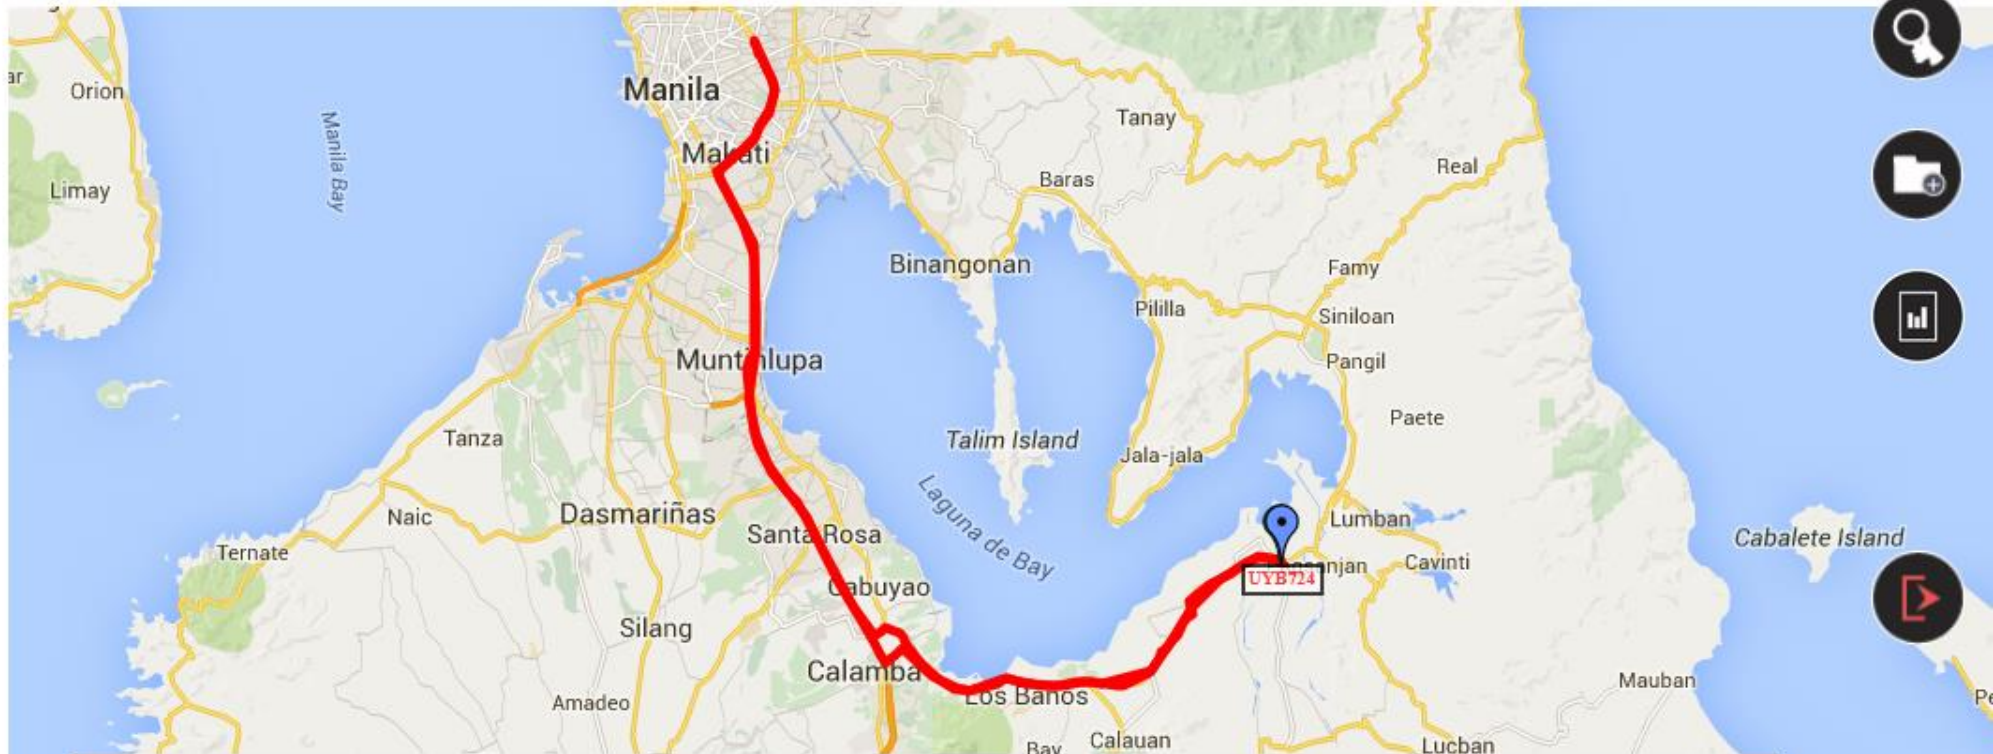 Orion
Manila
Manila Bay
Tanay
Makati
Real
Limay
Baras
Binangonan
Famy
Pililla
Siniloan
Muntinlupa
Pangil
Paete
Tanza
Talim Island
Jala-jala
Laguna de Bay
Naic
Dasmariñas
Lumban
Santa Rosa
Cabalete Island
Ternate
Cavinti
UYB724
Cabuyao
Silang
Calamba
Mauban
Los Baños
Amadeo
Calauan
Bay
Lucban